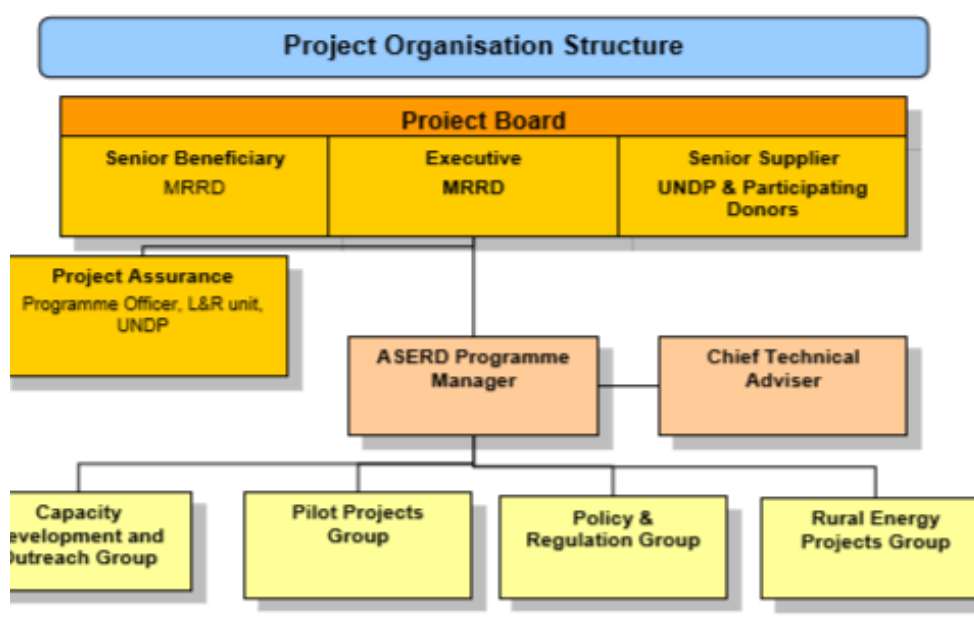 Project Organisation Structure
Project Board
Senior Beneficiary
MRRD
Executive
MRRD
Senior Supplier
UNDP & Participating
Donors
Project Assurance
Programme Officer, L&R unit,
UNDP
ASERD Programme
Manager
Chief Technical
Adviser
Capacity
evelopment and
utreach Group
Pilot Projects
Group
Policy &
Regulation Group
Rural Energy
Projects Group